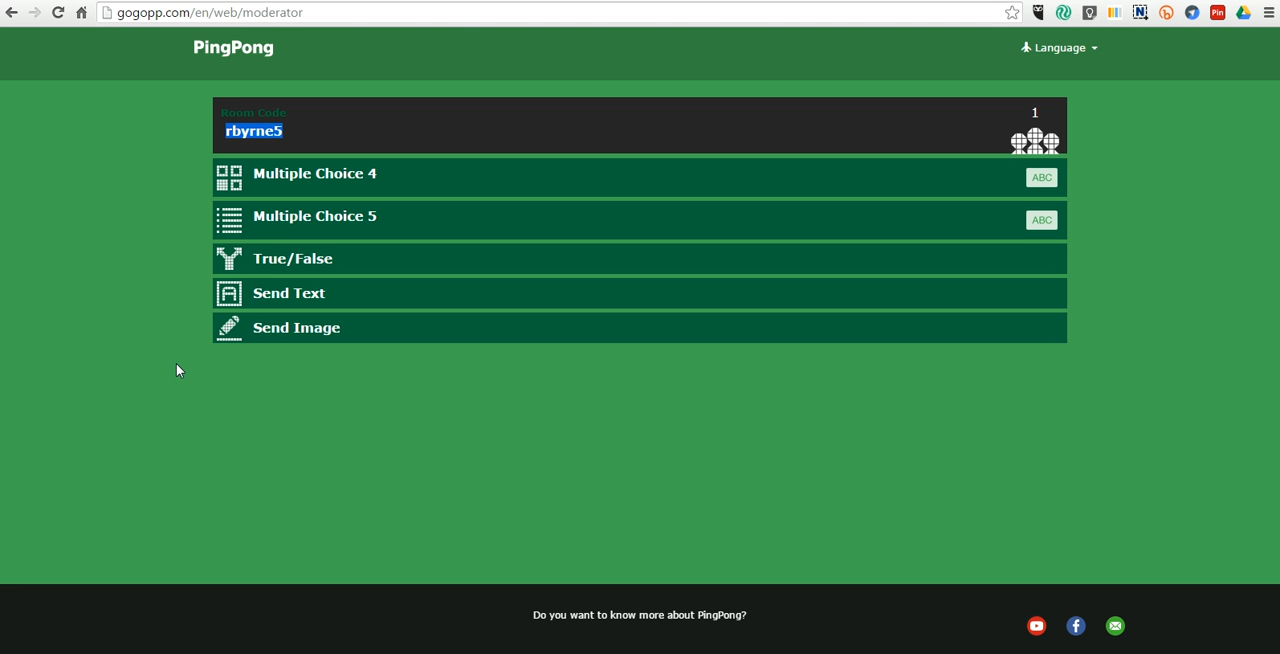 gogopp.com/en/web/moderator
N
Pin
PingPong
Language
Room Code
rbyrne5
1
Multiple Choice 4
ABC
Multiple Choice 5
ABC
True/False
A
Send Text
Send Image
Do you want to know more about PingPong?